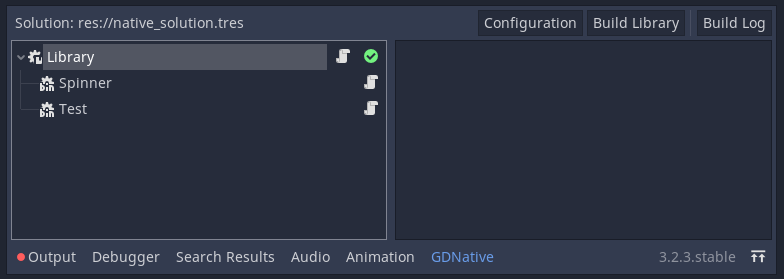 Solution: res://native_solution.tres Configuration Build Library Build Log
Library
Spinner
Test
Output Debugger Search Results Audio Animation GDNative 3.2.3.stable